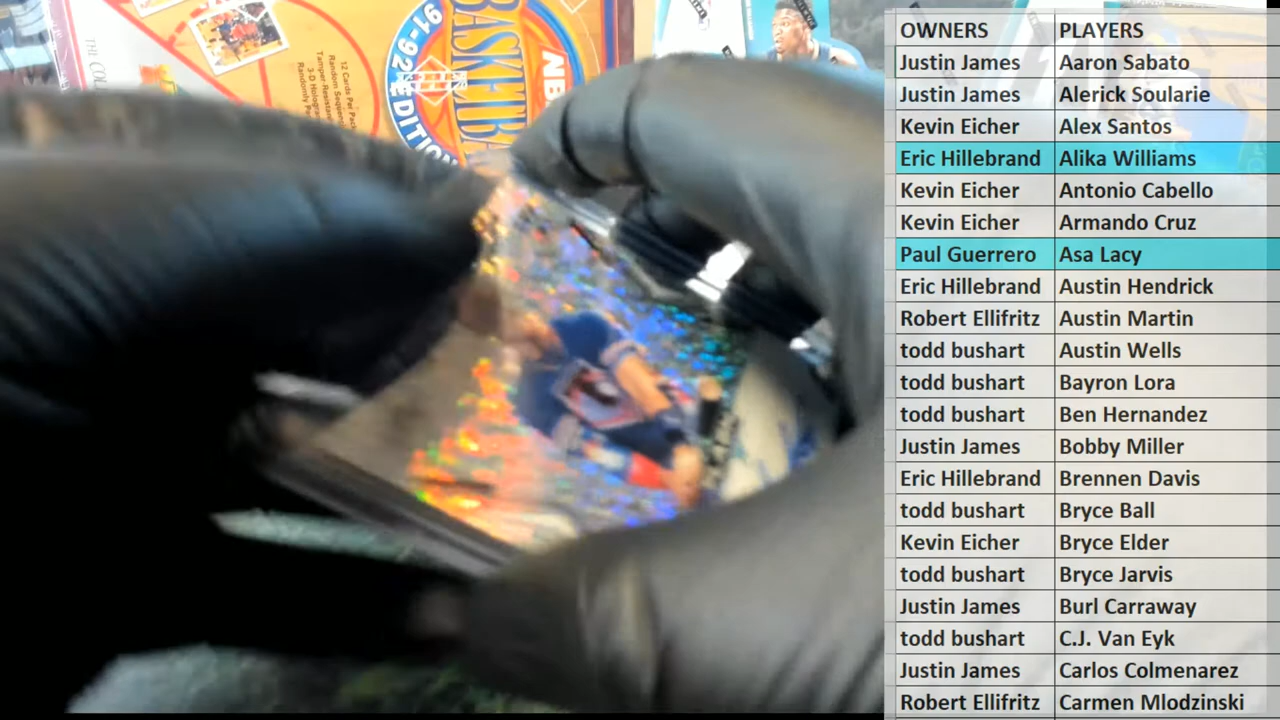 12 Cards Per Pack
91-92 EDITION
NBA
OWNERS PLAYERS
Justin James Aaron Sabato
Justin James Alerick Soularie
Kevin Eicher Alex Santos
Eric Hillebrand Alika Williams
Kevin Eicher Antonio Cabello
Kevin Eicher Armando Cruz
Paul Guerrero Asa Lacy
Eric Hillebrand Austin Hendrick
Robert Ellifritz Austin Martin
todd bushart Austin Wells
todd bushart Bayron Lora
todd bushart Ben Hernandez
Justin James Bobby Miller
Eric Hillebrand Brennen Davis
todd bushart Bryce Ball
Kevin Eicher Bryce Elder
todd bushart Bryce Jarvis
Justin James Burl Carraway
todd bushart C.J. Van Eyk
Justin James Carlos Colmenarez
Robert Ellifritz Carmen Mlodzinski